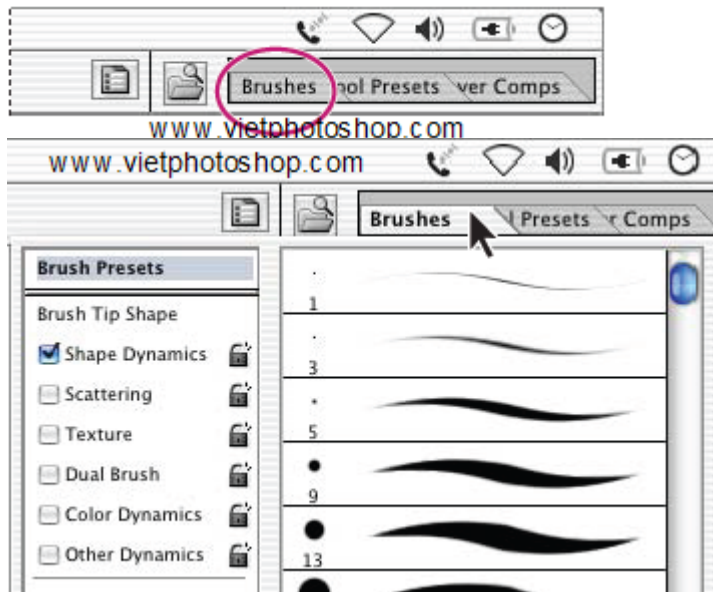 Brushes ool Presets ver Comps
www.vietphotoshop.com
www.vietphotoshop.com
Brushes l Presets r Comps
Brush Presets
Brush Tip Shape
Shape Dynamics
Scattering
Texture
Dual Brush
Color Dynamics
Other Dynamics
1
3
5
9
13